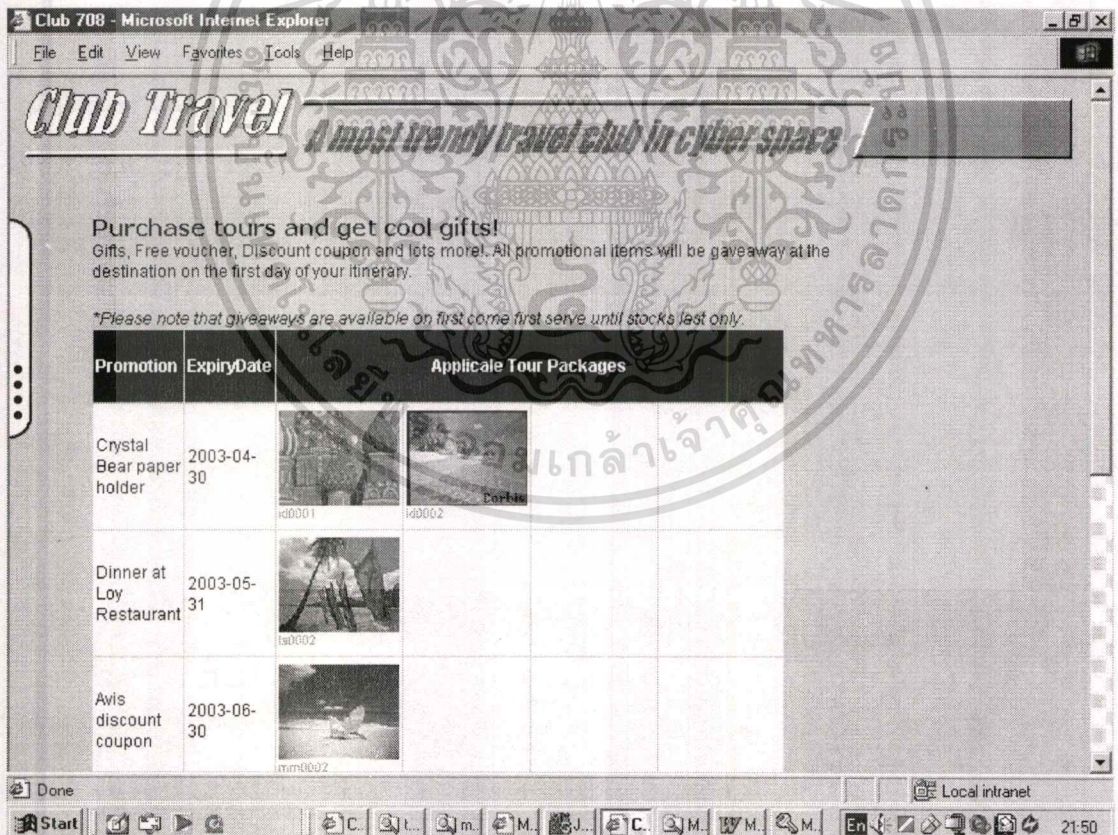 Club 708 - Microsoft Internet Explorer
File Edit View Favorites Tools Help
Club Travel
A most trendy travel club in cyber space
Purchase tours and get cool gifts!
Gifts, Free voucher, Discount coupon and lots more!. All promotional items will be gaveaway at the
destination on the first day of your itinerary.
*Please note that giveaways are available on first come first serve until stocks last only.
Promotion ExpiryDate Applicale Tour Packages
Crystal
Bear paper
holder
2003-04-
30
Corbis
id0001 id0002
Dinner at
Loy
Restaurant
2003-05-
31
ts0002
Avis
discount
coupon
2003-06-
30
mm0002
Done
Local intranet
Start C.. t... m.. M. J... C.. M.. M.. M. En 21:50